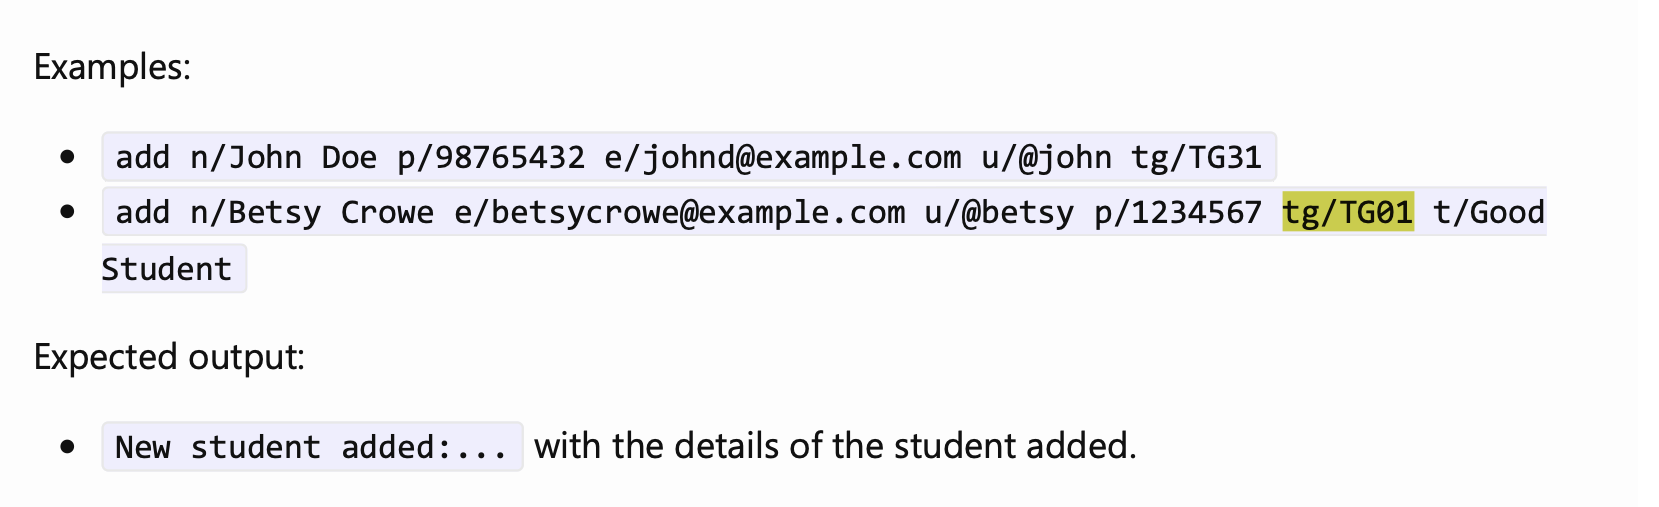 Examples:
add n/John Doe p/98765432 e/johnd@example.com u/@john tg/TG31
add n/Betsy Crowe e/betsycrowe@example.com u/@betsy p/1234567 tg/TG01 t/Good
Student
Expected output:
New student added:... with the details of the student added.